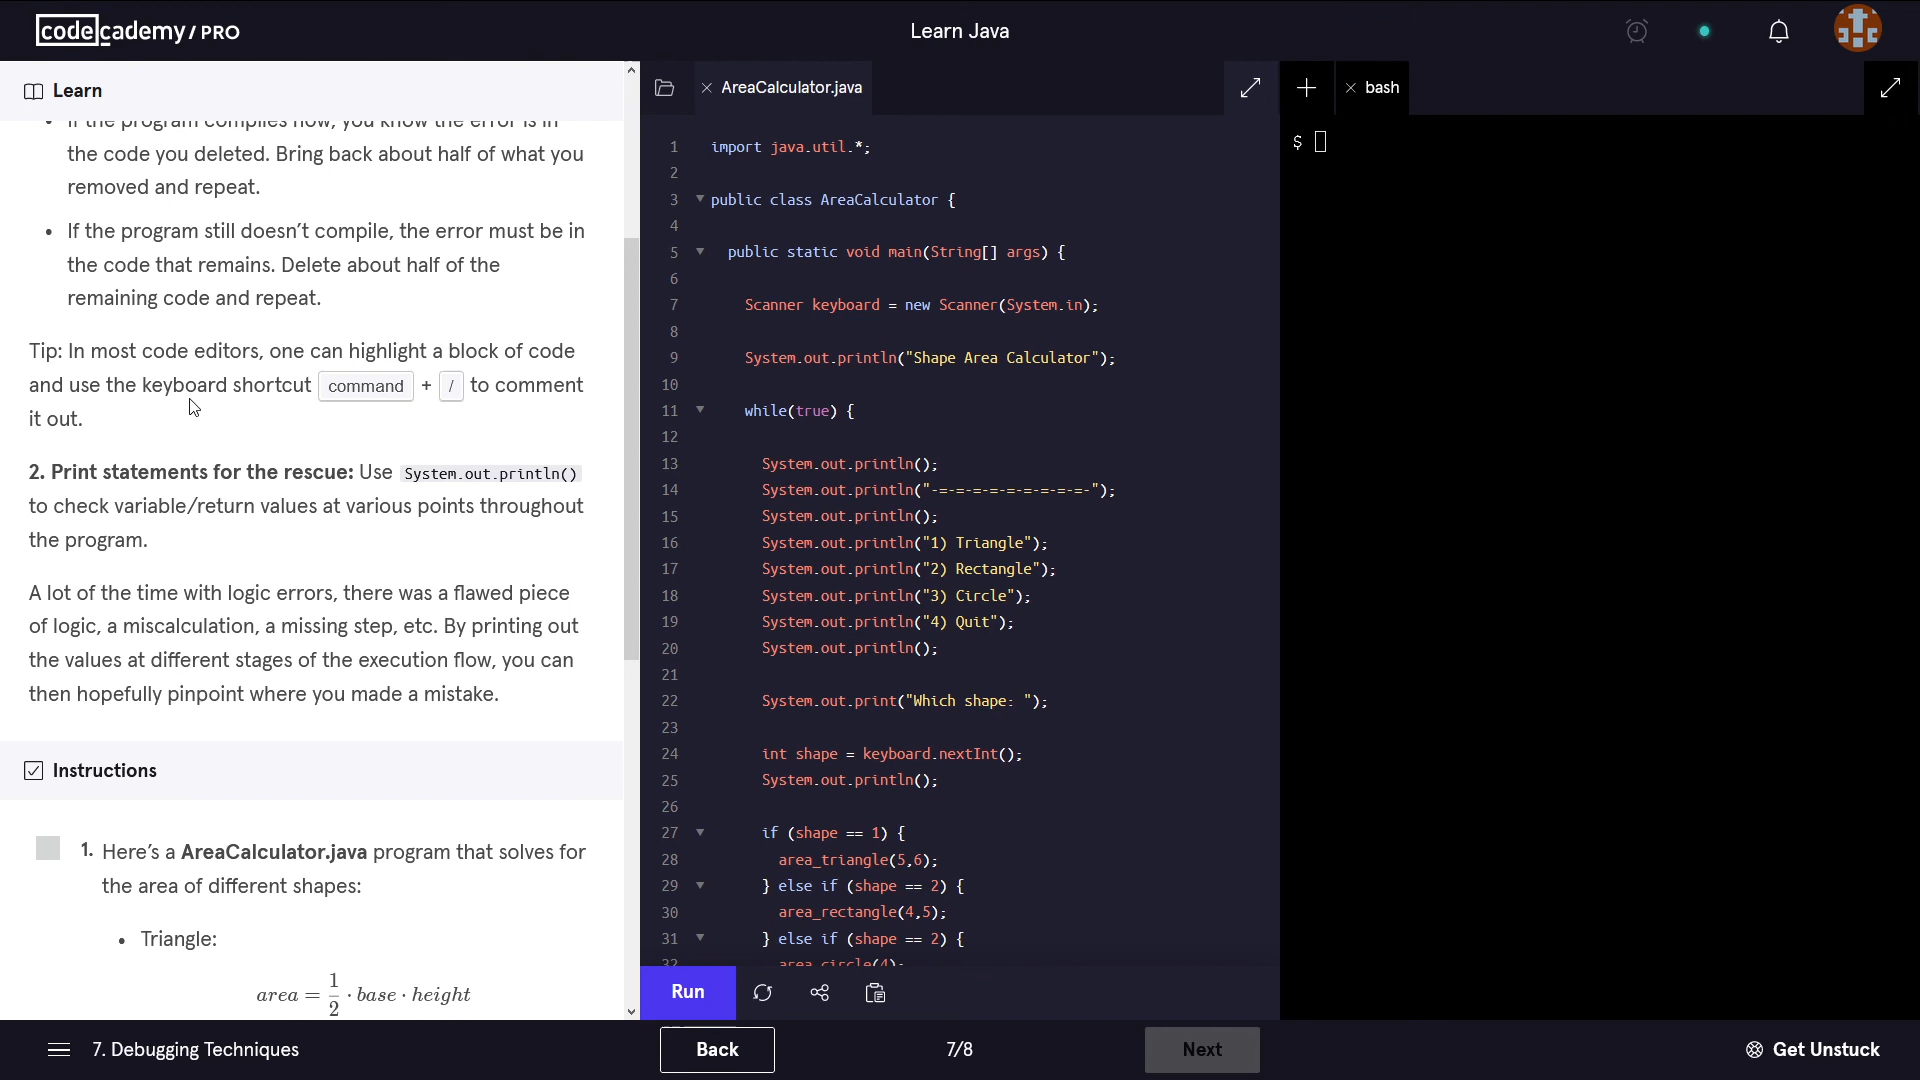 codecademy/PRO
Learn Java
Learn
If the program compiles now, you know the error is in
the code you deleted. Bring back about half of what you
removed and repeat.
If the program still doesn’t compile, the error must be in
the code that remains. Delete about half of the
remaining code and repeat.
Tip: In most code editors, one can highlight a block of code
and use the keyboard shortcut command + / to comment
it out.
2. Print statements for the rescue: Use System.out.println()
to check variable/return values at various points throughout
the program.
A lot of the time with logic errors, there was a flawed piece
of logic, a miscalculation, a missing step, etc. By printing out
the values at different stages of the execution flow, you can
then hopefully pinpoint where you made a mistake.
Instructions
1. Here’s a AreaCalculator.java program that solves for
the area of different shapes:
• Triangle:
area = 1/2 · base · height
AreaCalculator.java
1 import java.util.*;
2
3 public class AreaCalculator {
4
5 public static void main(String[] args) {
6
7 Scanner keyboard = new Scanner(System.in);
8
9 System.out.println("Shape Area Calculator");
10
11 while(true) {
12
13 System.out.println();
14 System.out.println("-=-=-=-=-=-=-=-=-=-");
15 System.out.println();
16 System.out.println("1) Triangle");
17 System.out.println("2) Rectangle");
18 System.out.println("3) Circle");
19 System.out.println("4) Quit");
20 System.out.println();
21
22 System.out.print("Which shape: ");
23
24 int shape = keyboard.nextInt();
25 System.out.println();
26
27 if (shape == 1) {
28 area_triangle(5,6);
29 } else if (shape == 2) {
30 area_rectangle(4,5);
31 } else if (shape == 2) {
32 area_circle(4);
Run
bash
$
7. Debugging Techniques
Back
7/8
Next
Get Unstuck